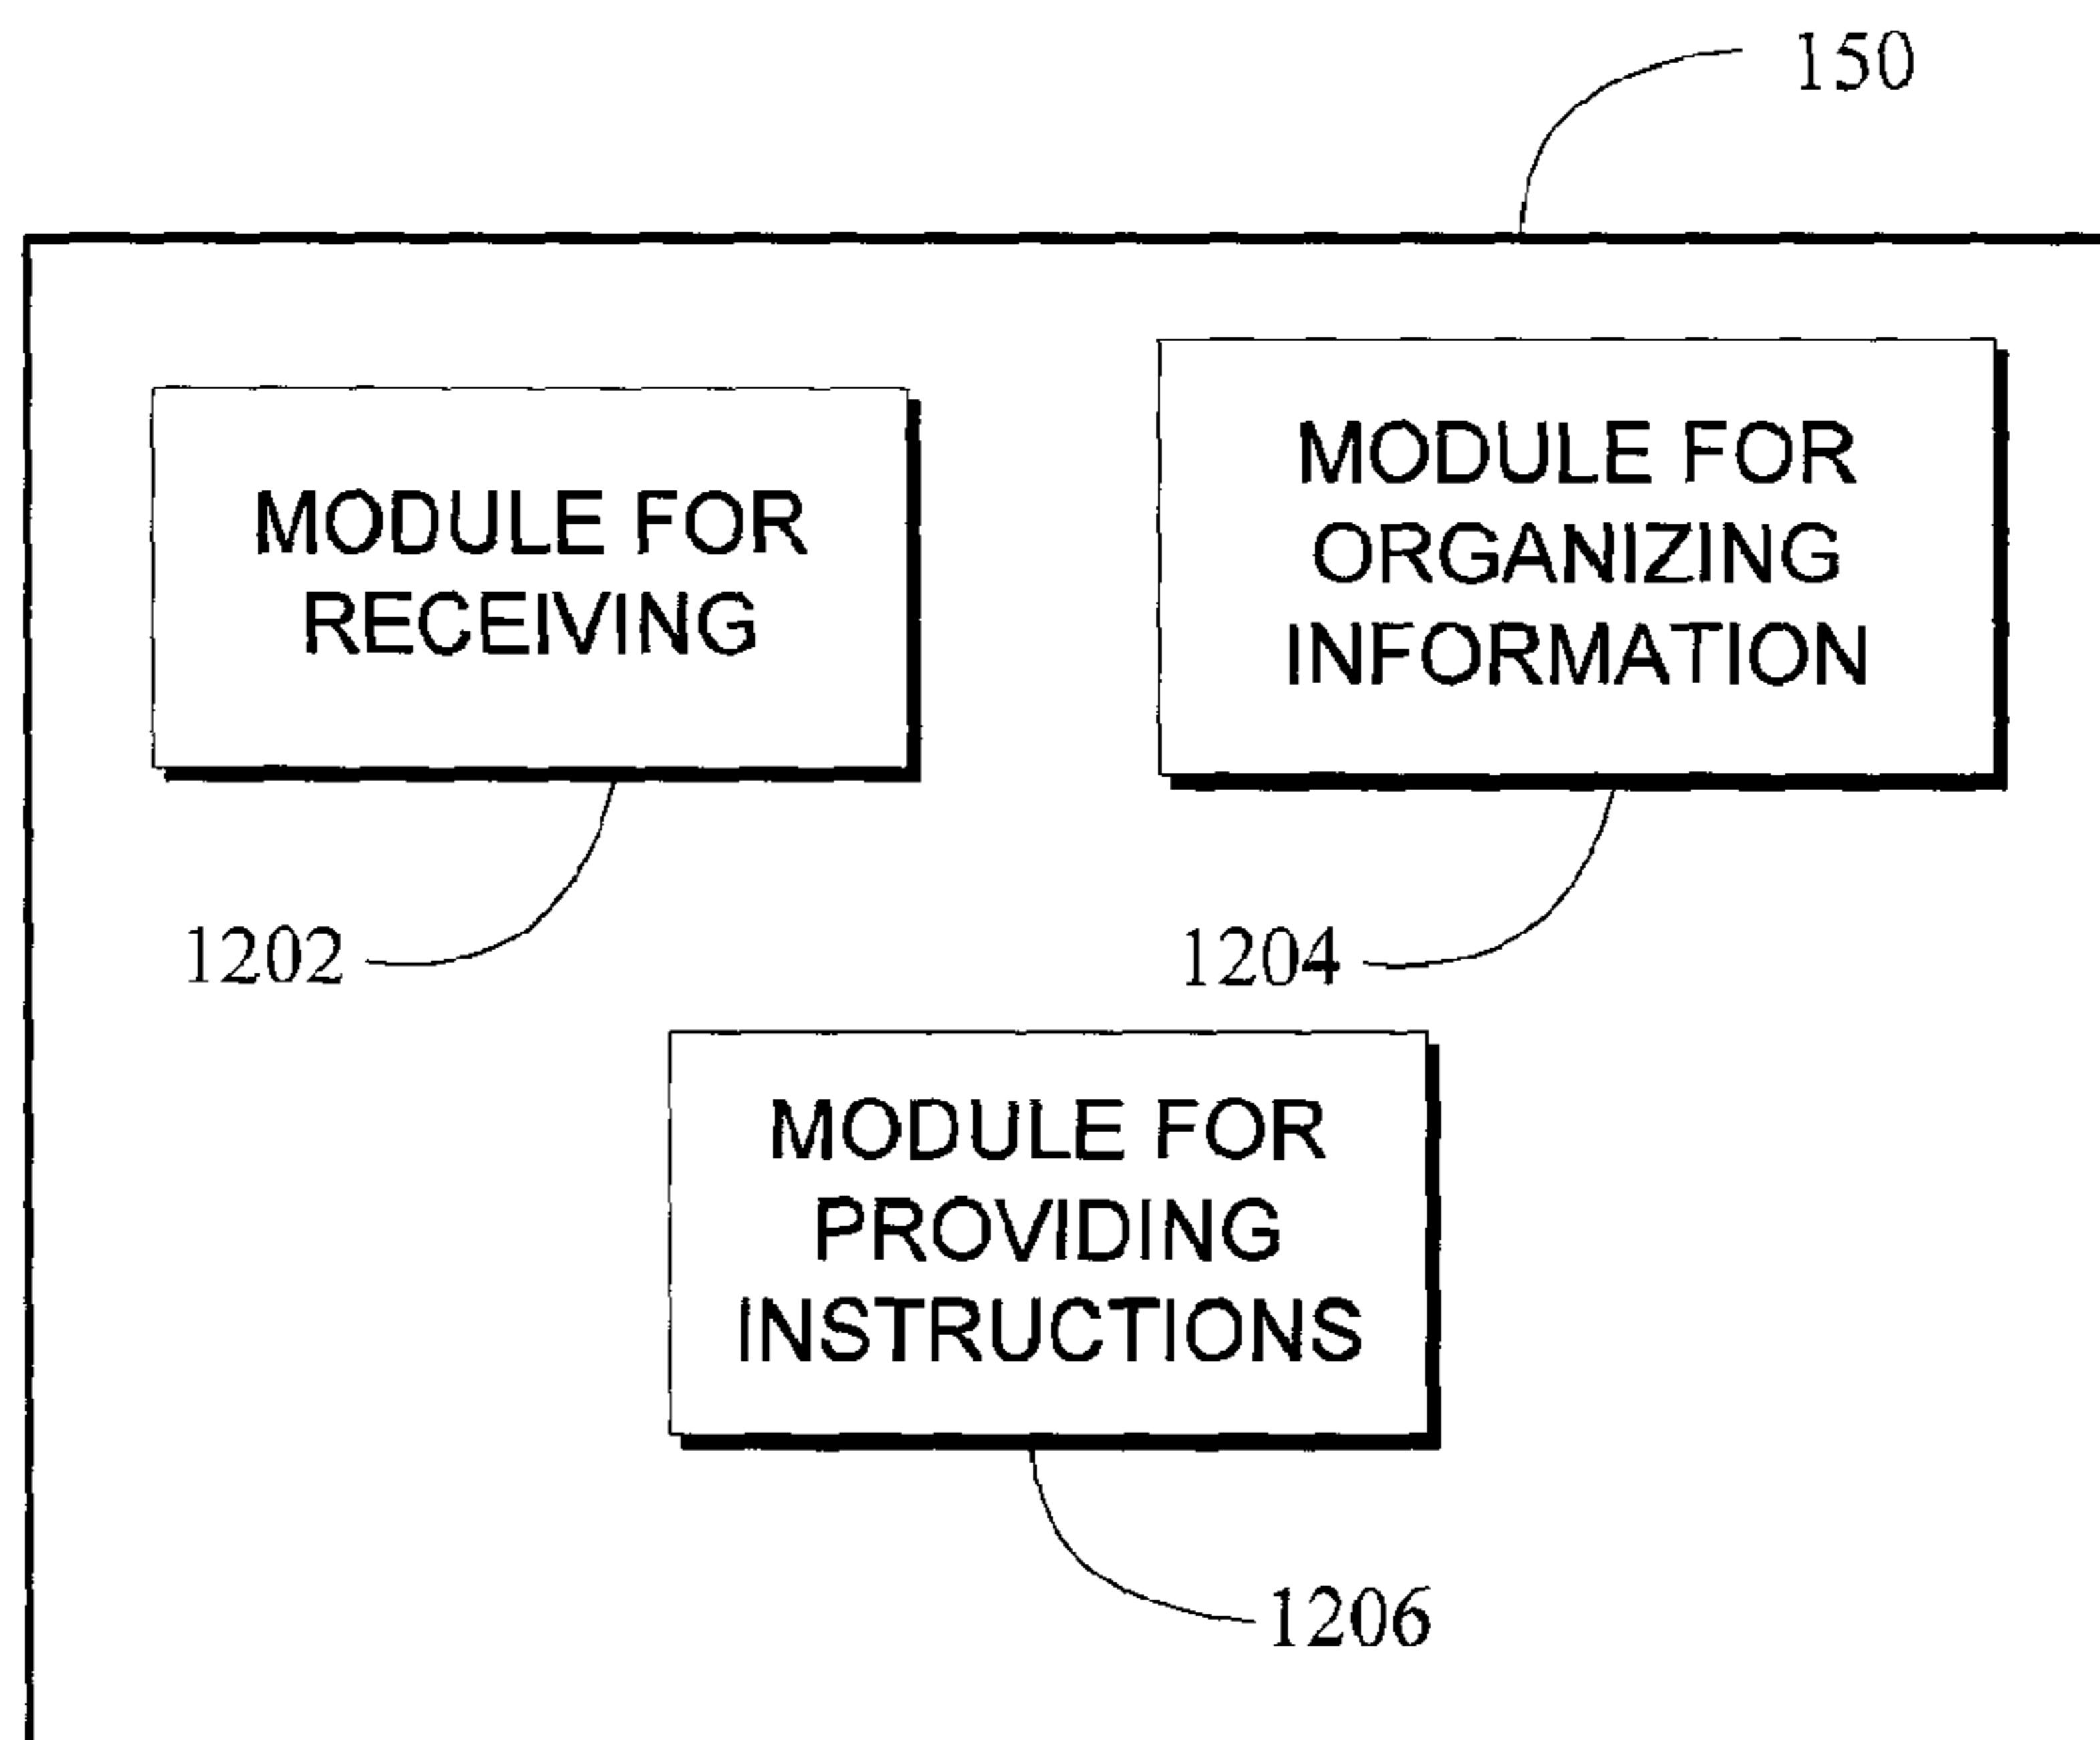 150
MODULE FOR
RECEIVING
MODULE FOR
ORGANIZING
INFORMATION
1202
1204
MODULE FOR
PROVIDING
INSTRUCTIONS
1206